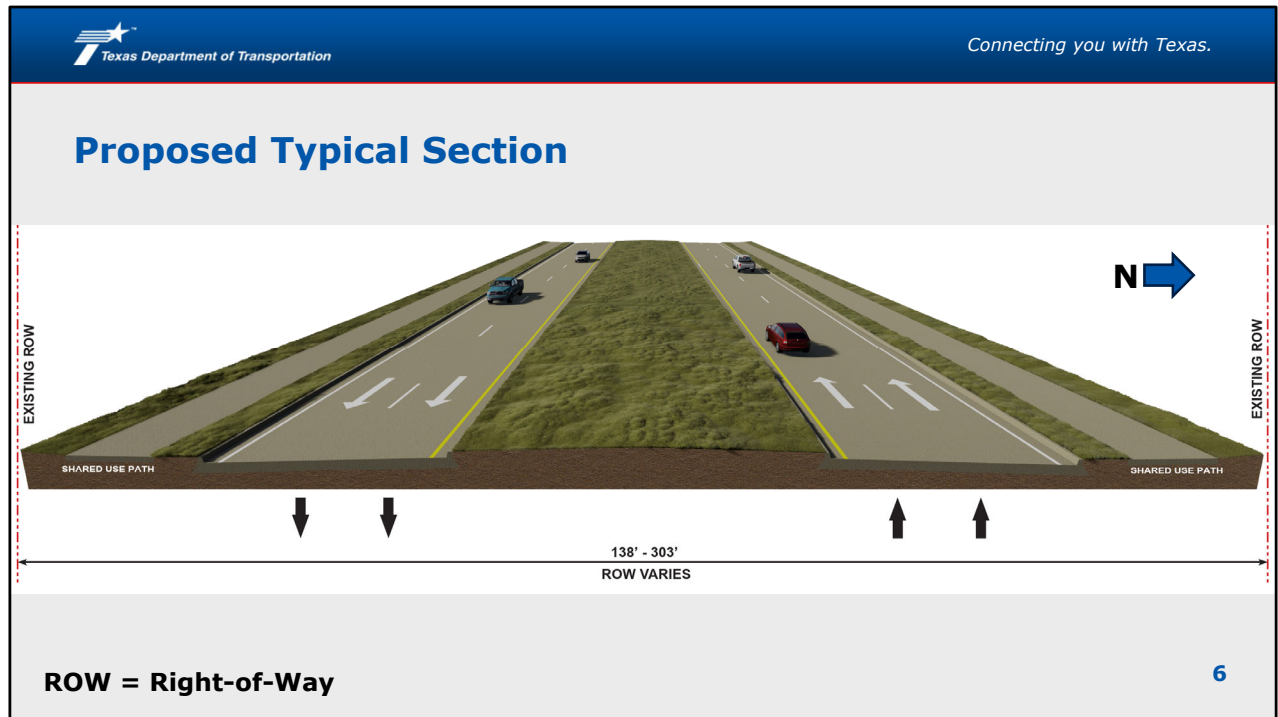 Texas Department of Transportation
Connecting you with Texas.
Proposed Typical Section
N
EXISTING ROW
EXISTING ROW
SHARED USE PATH
SHARED USE PATH
138' - 303'
ROW VARIES
ROW = Right-of-Way
6